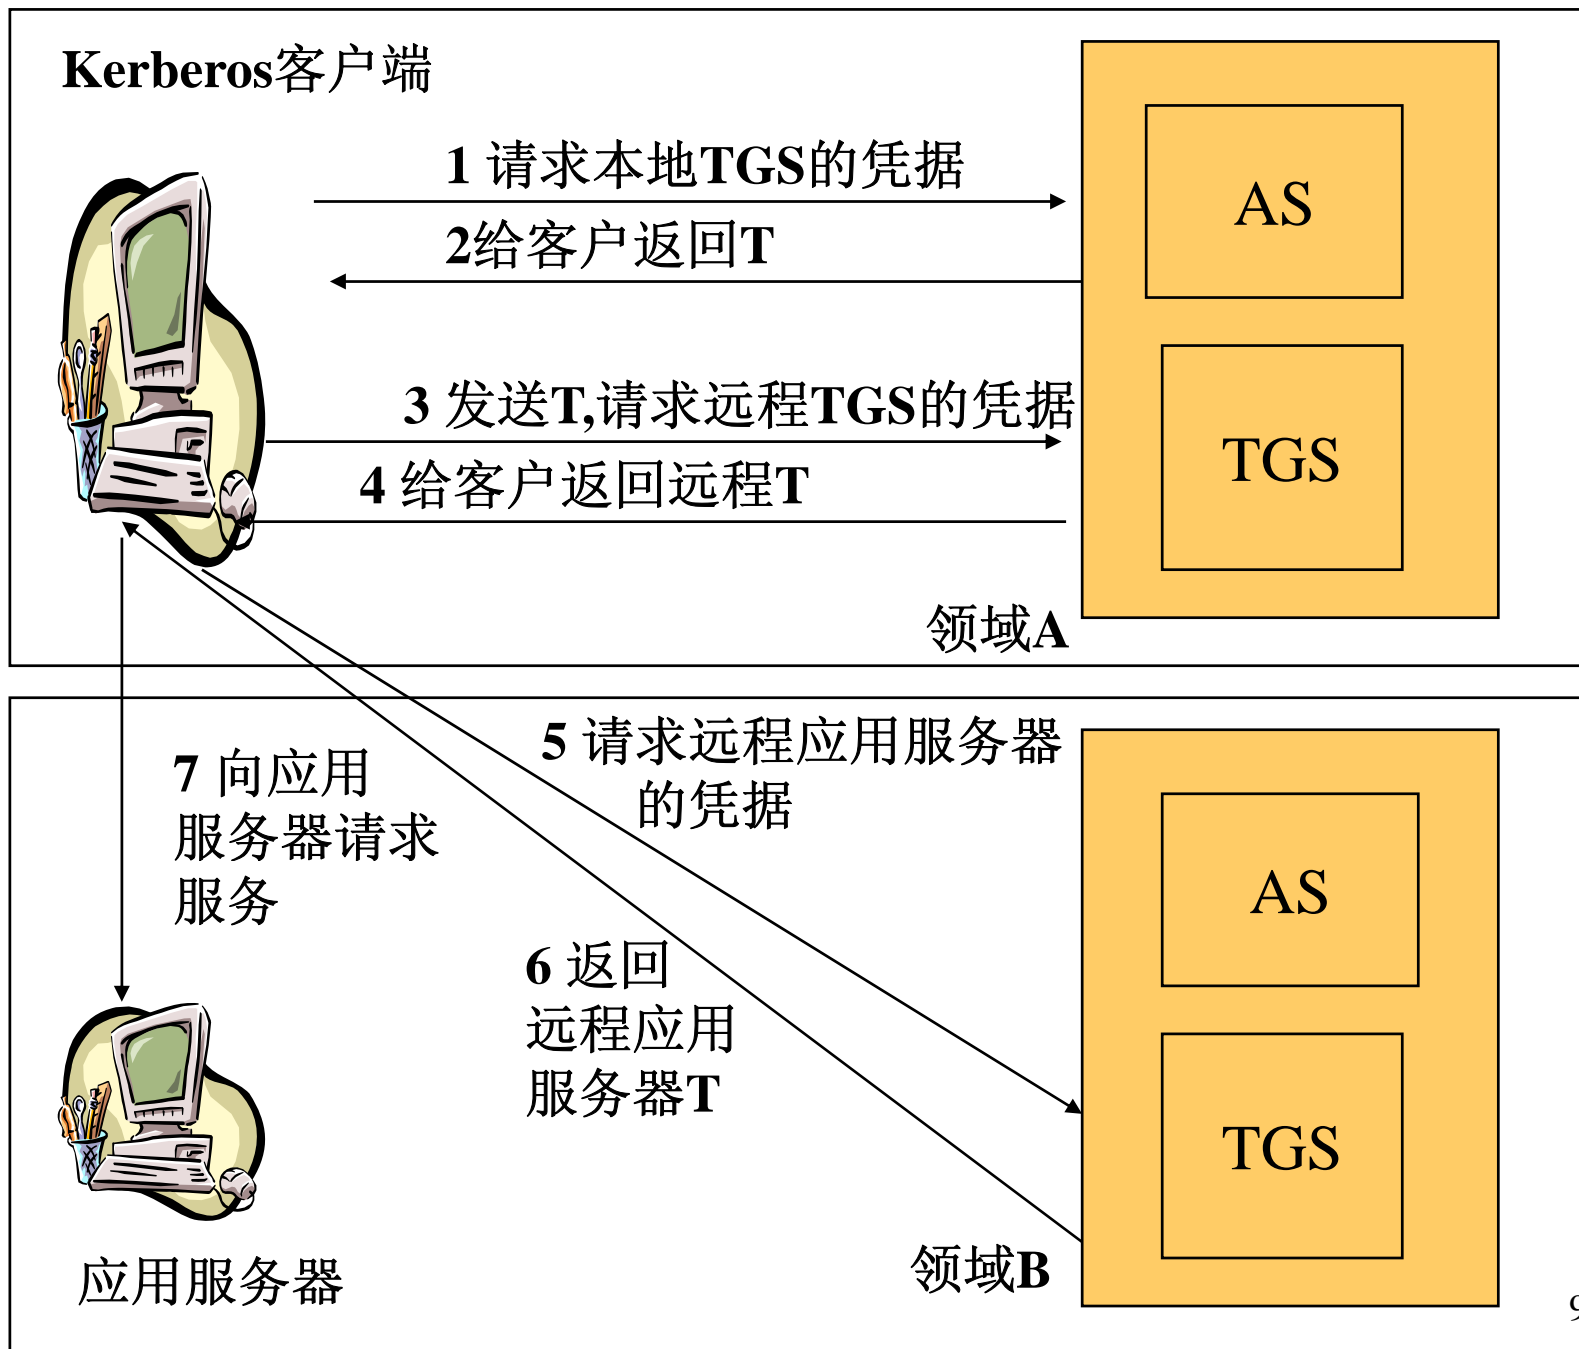 Kerberos客户端
1 请求本地TGS的凭据
AS
2给客户返回T
3 发送T,请求远程TGS的凭据
TGS
4 给客户返回远程T
领域A
5 请求远程应用服务器
的凭据
7 向应用
服务器请求
服务
AS
6 返回
远程应用
服务器T
TGS
领域B
应用服务器
9